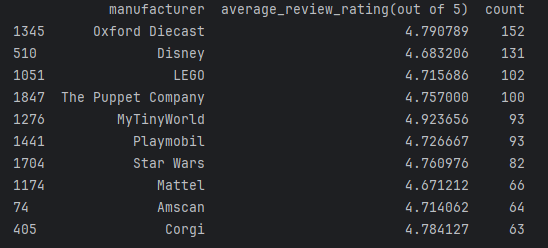 manufacturer average_review_rating(out of 5) count
1345 Oxford Diecast 4.790789 152
510 Disney 4.683206 131
1051 LEGO 4.715686 102
1847 The Puppet Company 4.757000 100
1276 MyTinyWorld 4.923656 93
1441 Playmobil 4.726667 93
1704 Star Wars 4.760976 82
1174 Mattel 4.671212 66
74 Amscan 4.714062 64
405 Corgi 4.784127 63